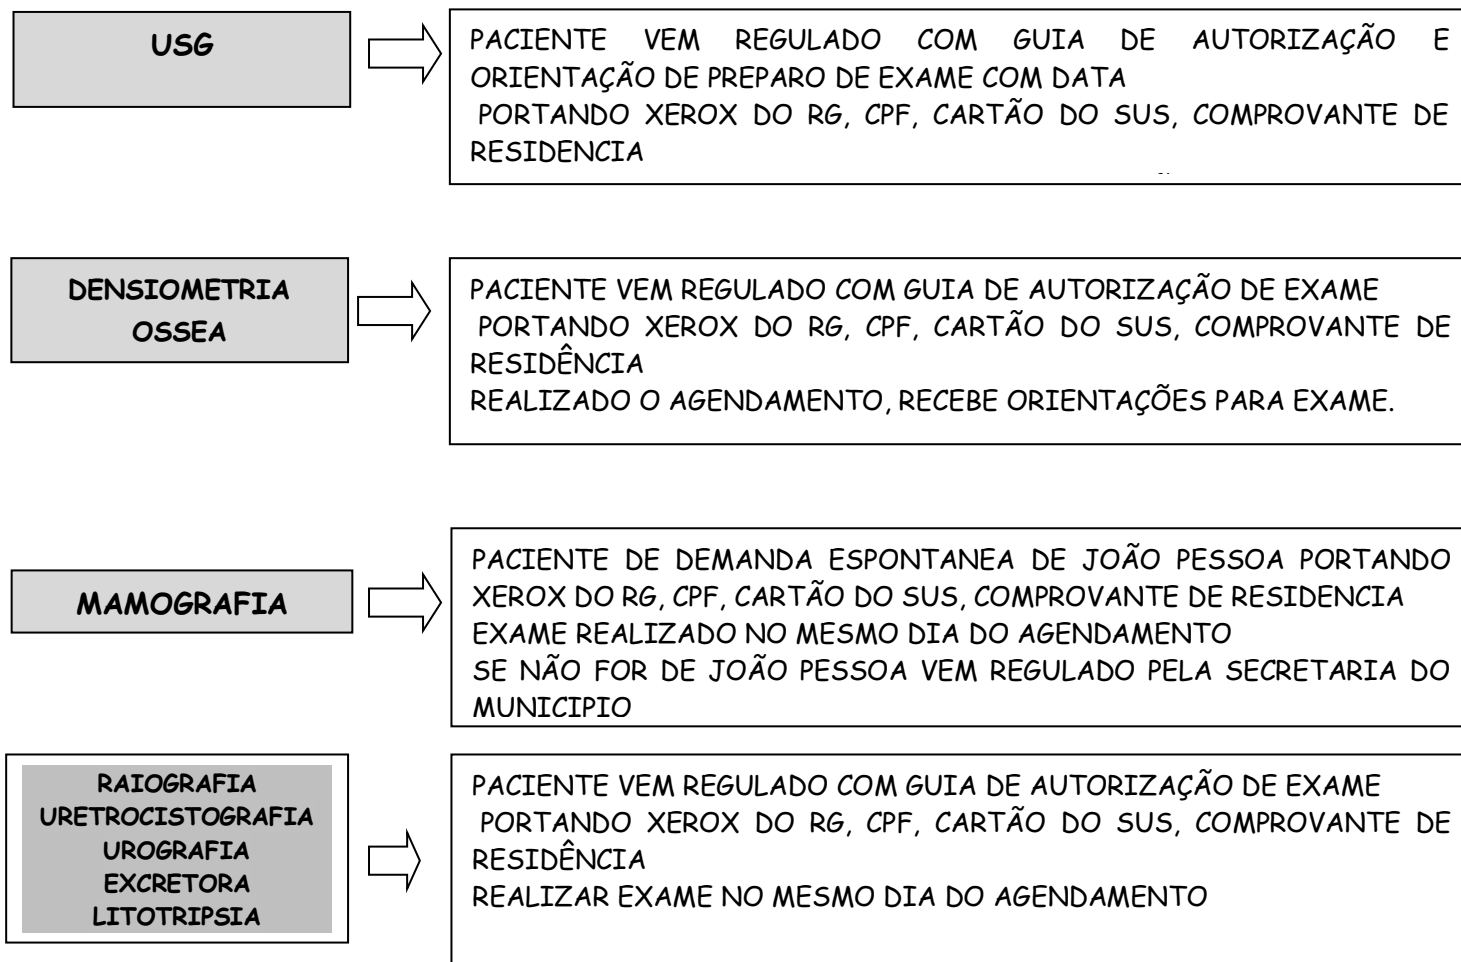 USG
PACIENTE VEM REGULADO COM GUIA DE AUTORIZAÇÃO E
ORIENTAÇÃO DE PREPARO DE EXAME COM DATA
PORTANDO XEROX DO RG, CPF, CARTÃO DO SUS, COMPROVANTE DE
RESIDENCIA
DENSIOMETRIA
OSSEA
PACIENTE VEM REGULADO COM GUIA DE AUTORIZAÇÃO DE EXAME
PORTANDO XEROX DO RG, CPF, CARTÃO DO SUS, COMPROVANTE DE
RESIDÊNCIA
REALIZADO O AGENDAMENTO, RECEBE ORIENTAÇÕES PARA EXAME.
MAMOGRAFIA
PACIENTE DE DEMANDA ESPONTANEA DE JOÃO PESSOA PORTANDO
XEROX DO RG, CPF, CARTÃO DO SUS, COMPROVANTE DE RESIDENCIA
EXAME REALIZADO NO MESMO DIA DO AGENDAMENTO
SE NÃO FOR DE JOÃO PESSOA VEM REGULADO PELA SECRETARIA DO
MUNICIPIO
RAIOGRAFIA
URETROCISTOGRAFIA
UROGRAFIA
EXCRETORA
LITOTRIPSIA
PACIENTE VEM REGULADO COM GUIA DE AUTORIZAÇÃO DE EXAME
PORTANDO XEROX DO RG, CPF, CARTÃO DO SUS, COMPROVANTE DE
RESIDÊNCIA
REALIZAR EXAME NO MESMO DIA DO AGENDAMENTO